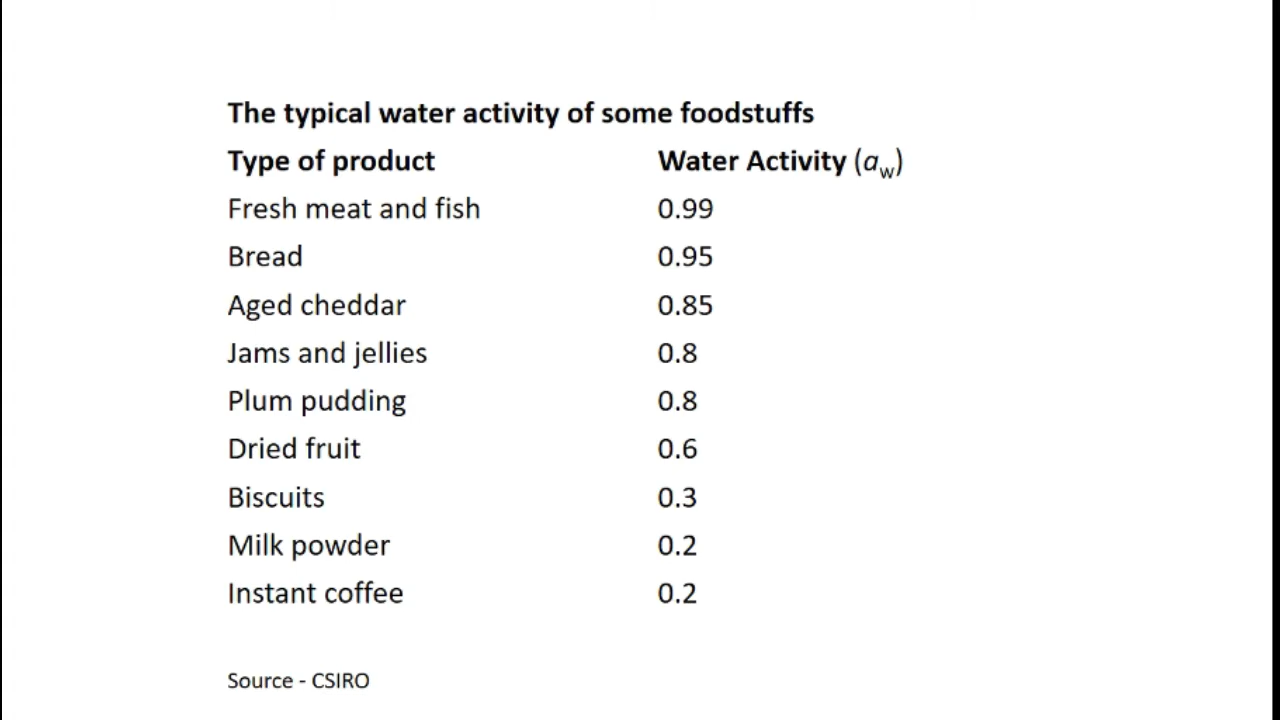 The typical water activity of some foodstuffs
Type of product Water Activity (aw)
Fresh meat and fish 0.99
Bread 0.95
Aged cheddar 0.85
Jams and jellies 0.8
Plum pudding 0.8
Dried fruit 0.6
Biscuits 0.3
Milk powder 0.2
Instant coffee 0.2
Source - CSIRO